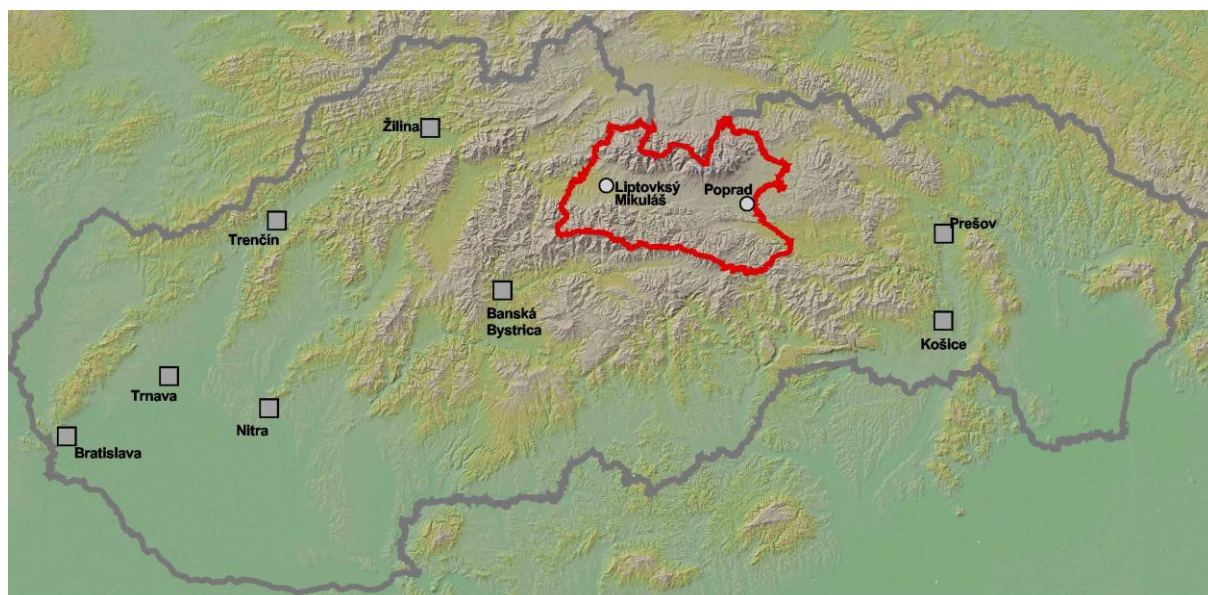 Žilina
Liptovksý
Mikuláš
Poprad
Trenčín
Prešov
Banská
Bystrica
Košice
Trnava
Nitra
Bratislava